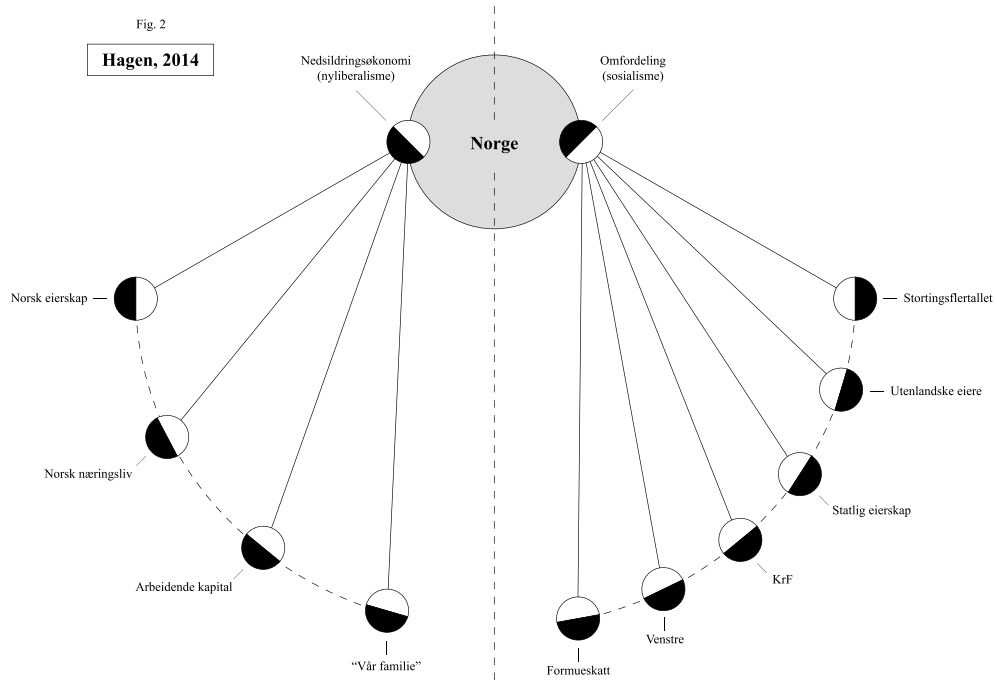 Fig. 2
Hagen, 2014
Nedsildringsøkonomi
(nyliberalisme)
Omfordeling
(sosialisme)
Norge
Norsk eierskap
Stortingsflertallet
Utenlandske eiere
Norsk næringsliv
Statlig eierskap
Arbeidende kapital
KrF
Venstre
“Vår familie”
Formueskatt